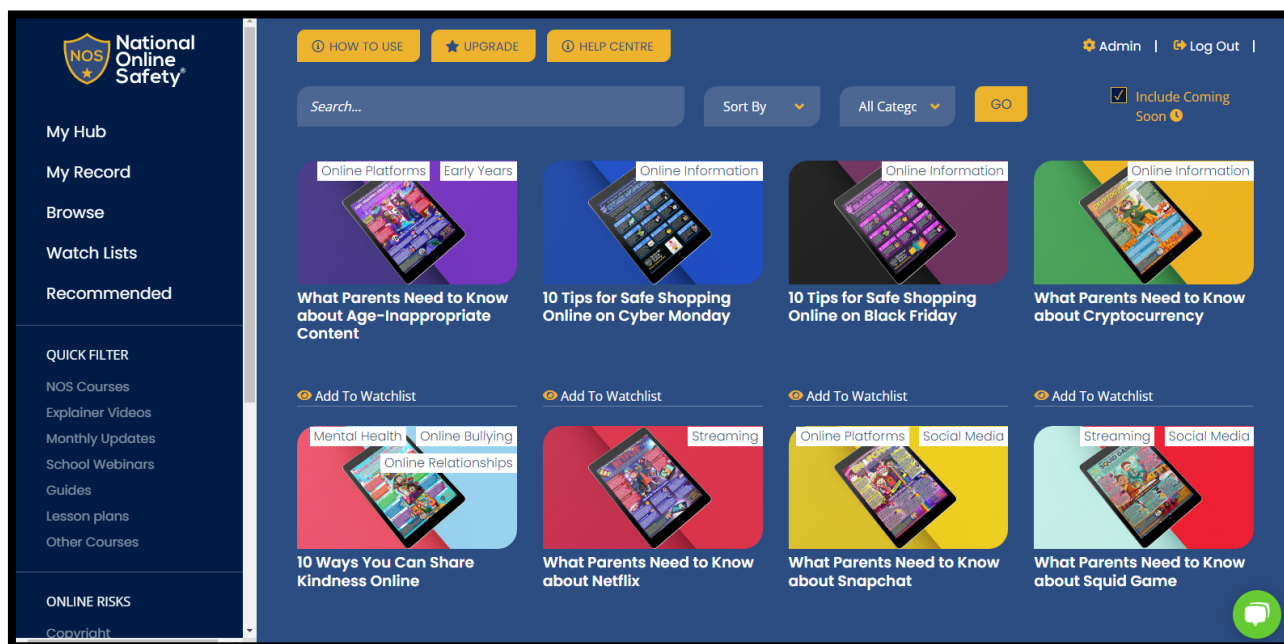 NOS
National
Online
Safety®
HOW TO USE
UPGRADE
HELP CENTRE
Admin | Log Out |
Search...
Sort By
All Categc
GO
Include Coming
Soon
My Hub
My Record
Browse
Watch Lists
Recommended
QUICK FILTER
NOS Courses
Explainer Videos
Monthly Updates
School Webinars
Guides
Lesson plans
Other Courses
ONLINE RISKS
Copyright
Online Platforms Early Years
What Parents Need to Know
about Age-Inappropriate
Content
Add To Watchlist
Online Information
10 Tips for Safe Shopping
Online on Cyber Monday
Add To Watchlist
Online Information
10 Tips for Safe Shopping
Online on Black Friday
Add To Watchlist
Online Information
What Parents Need to Know
about Cryptocurrency
Add To Watchlist
Mental Health Online Bullying
Online Relationships
10 Ways You Can Share
Kindness Online
Streaming
What Parents Need to Know
about Netflix
Online Platforms Social Media
What Parents Need to Know
about Snapchat
Streaming Social Media
What Parents Need to Know
about Squid Game